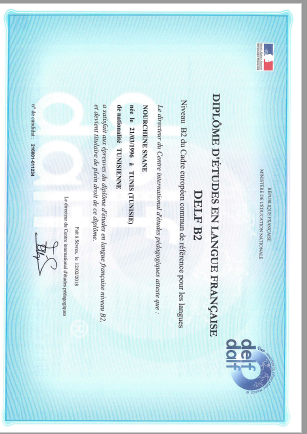 RÉPUBLIQUE FRANÇAISE
MINISTÈRE DE L'ÉDUCATION NATIONALE
delf
dalf
DIPLÔME D'ÉTUDES EN LANGUE FRANÇAISE
DELF B2
Niveau B2 du Cadre européen commun de référence pour les langues
Le directeur du Centre international d'études pédagogiques atteste que :
NOURCHENE SNANE
née le 21/03/1996 à TUNIS (TUNISIE)
de nationalité TUNISIENNE
a satisfait aux épreuves du diplôme d'études en langue française niveau B2,
et devient titulaire de plein droit de ce diplôme.
Fait à Sèvres, le 12/02/2018
Le directeur du Centre international d'études pédagogiques
n° de candidat :